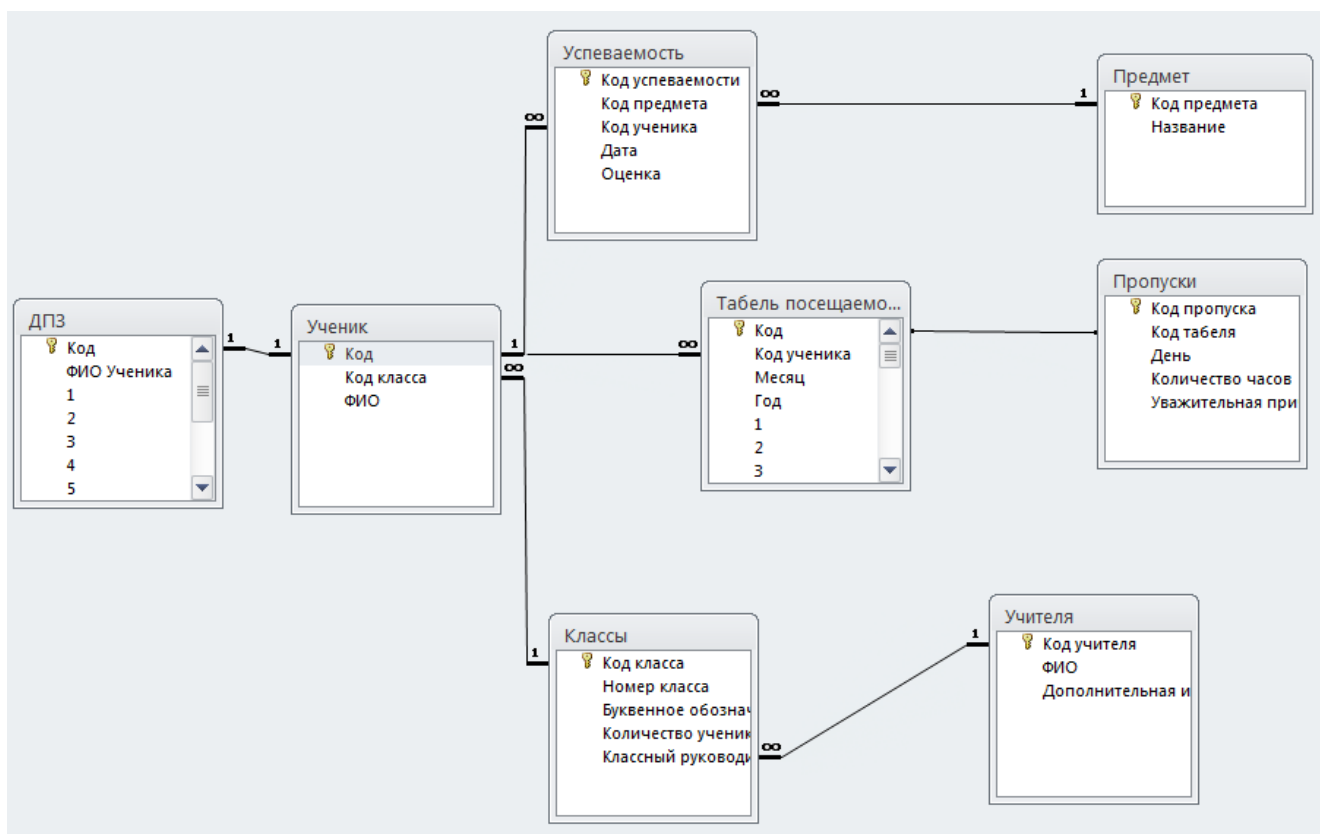 Успеваемость
Код успеваемости
Код предмета
Код ученика
Дата
Оценка
∞
∞
1
Предмет
Код предмета
Название
ДПЗ
Код
ФИО Ученика
1
2
3
4
5
1
1
Ученик
Код
Код класса
ФИО
1
∞
∞
Табель посещаемо...
Код
Код ученика
Месяц
Год
1
2
3
Пропуски
Код пропуска
Код табеля
День
Количество часов
Уважительная при
1
Классы
Код класса
Номер класса
Буквенное обознач
Количество ученик
Классный руководи
∞
1
Учителя
Код учителя
ФИО
Дополнительная и